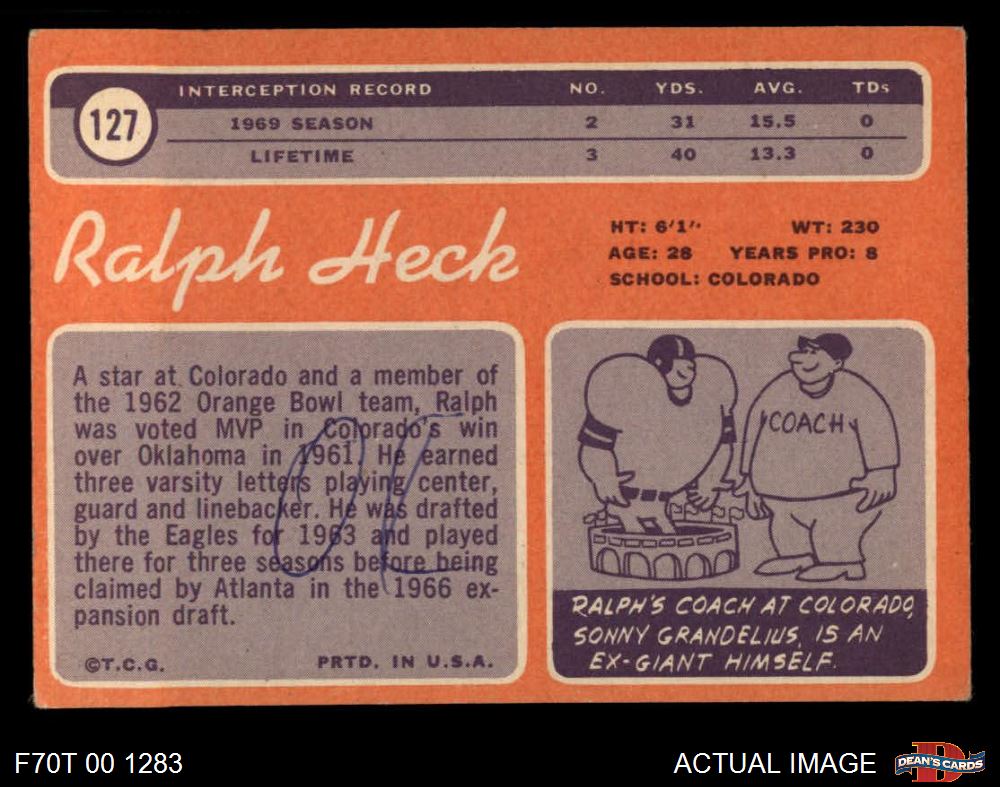 127
INTERCEPTION RECORD NO. YDS. AVG. TDs
1969 SEASON 2 31 15.5 0
LIFETIME 3 40 13.3 0
Ralph Heck
HT: 6'1" WT: 230
AGE: 28 YEARS PRO: 8
SCHOOL: COLORADO
A star at Colorado and a member of
the 1962 Orange Bowl team, Ralph
was voted MVP in Colorado's win
over Oklahoma in 1961. He earned
three varsity letters playing center,
guard and linebacker. He was drafted
by the Eagles for 1963 and played
there for three seasons before being
claimed by Atlanta in the 1966 ex-
pansion draft.
©T.C.G. PRTD. IN U.S.A.
COACH
RALPH'S COACH AT COLORADO,
SONNY GRANDELIUS, IS AN
EX-GIANT HIMSELF.
F70T 00 1283
ACTUAL IMAGE
D
DEAN'S CARDS